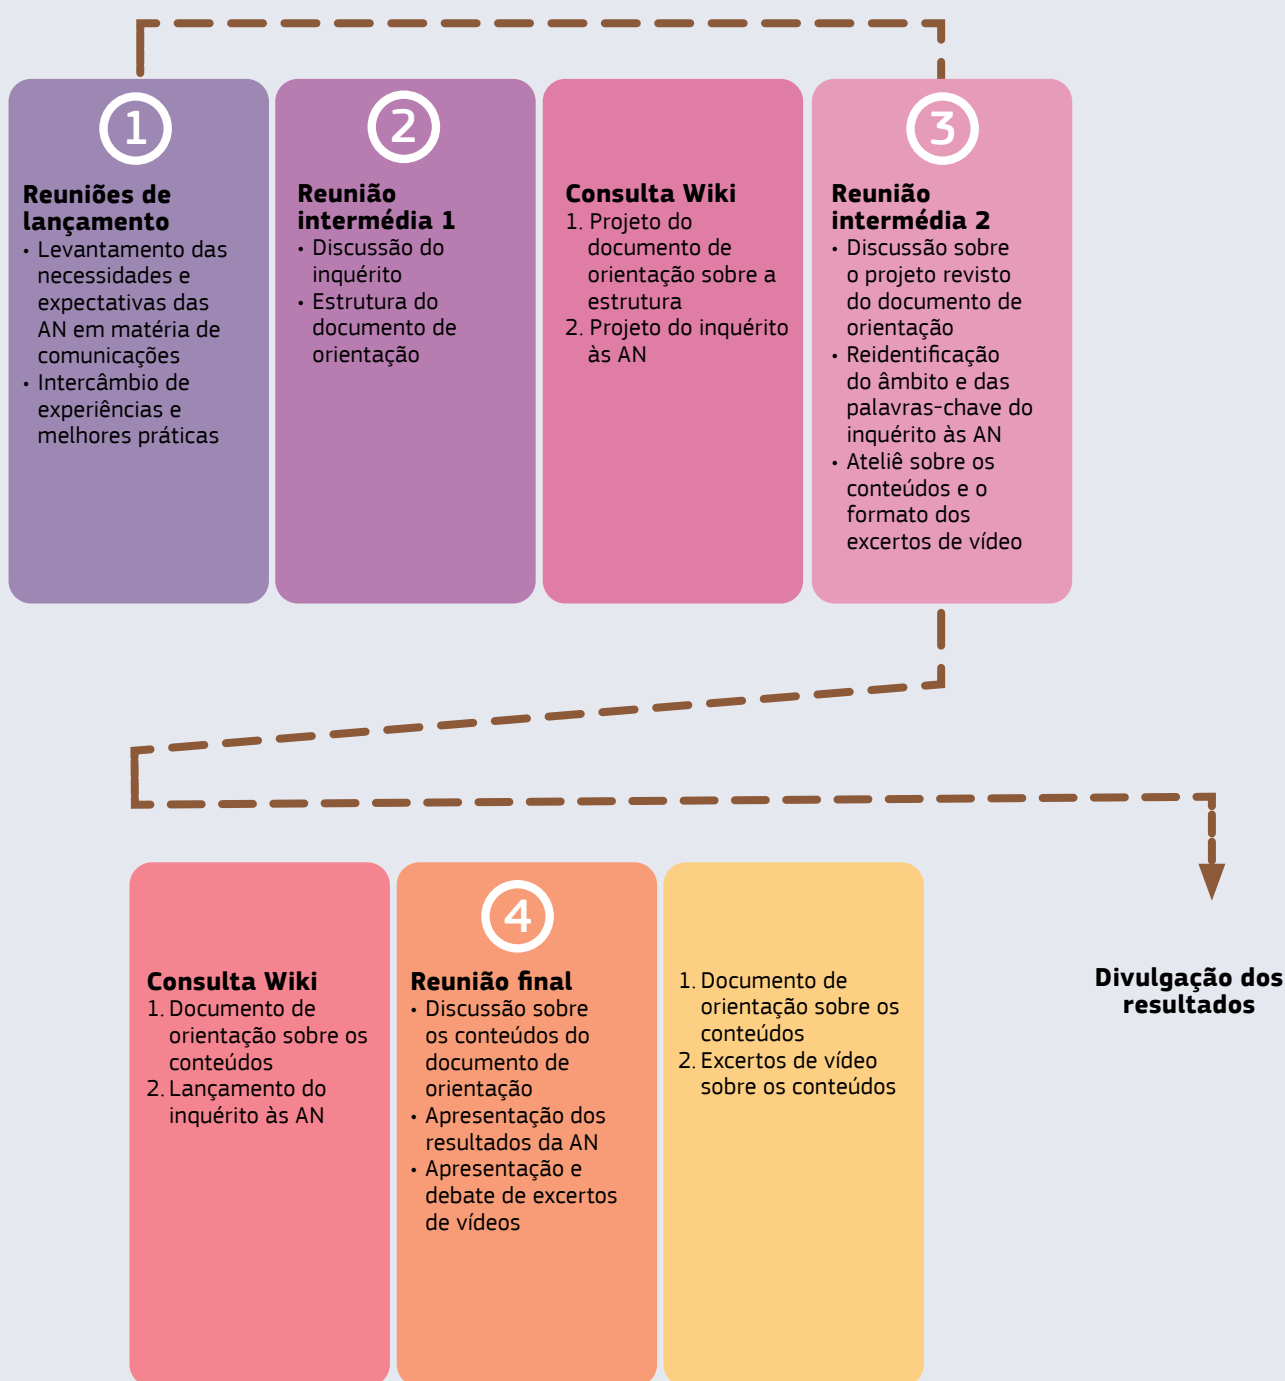 1
Reuniões de
lançamento
• Levantamento das
necessidades e
expectativas das
AN em matéria de
comunicações
• Intercâmbio de
experiências e
melhores práticas
2
Reunião
intermédia 1
• Discussão do
inquérito
• Estrutura do
documento de
orientação
Consulta Wiki
1. Projeto do
documento de
orientação sobre a
estrutura
2. Projeto do inquérito
às AN
3
Reunião
intermédia 2
• Discussão sobre
o projeto revisto
do documento de
orientação
• Reidentificação
do âmbito e das
palavras-chave do
inquérito às AN
• Ateliê sobre os
conteúdos e o
formato dos
excertos de vídeo
Consulta Wiki
1. Documento de
orientação sobre os
conteúdos
2. Lançamento do
inquérito às AN
4
Reunião final
• Discussão sobre
os conteúdos do
documento de
orientação
• Apresentação dos
resultados da AN
• Apresentação e
debate de excertos
de vídeos
1. Documento de
orientação sobre os
conteúdos
2. Excertos de vídeo
sobre os conteúdos
Divulgação dos
resultados